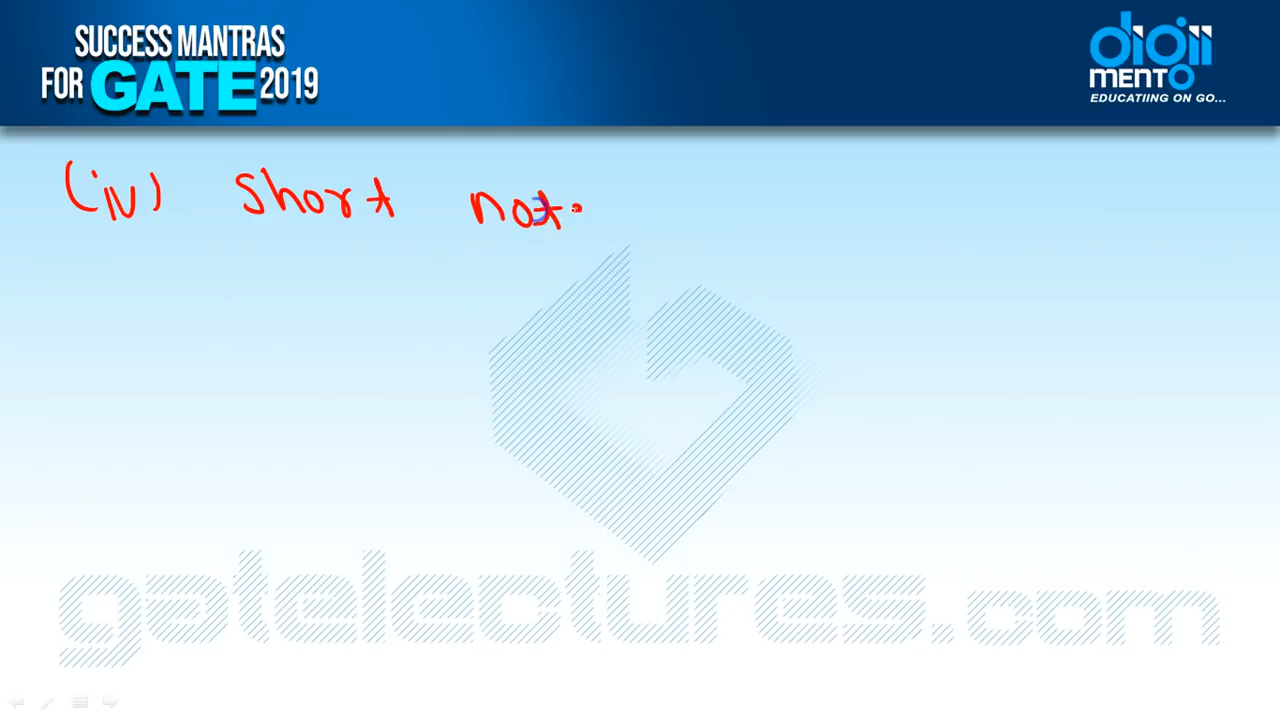 SUCCESS MANTRAS
FOR GATE 2019
digii
MENTO
EDUCATIING ON GO...
(iv) Short not
gatelectures.com